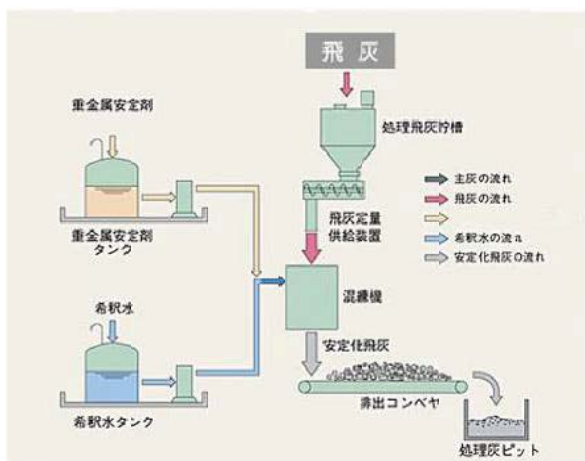 飛灰
重金属安定剤
処理飛灰貯槽
主灰の流れ
飛灰の流れ
希釈水の流れ
安定化飛灰の流れ
飛灰定量
供給装置
重金属安定剤
タンク
混練機
希釈水
安定化飛灰
排出コンベヤ
希釈水タンク
処理灰ピット